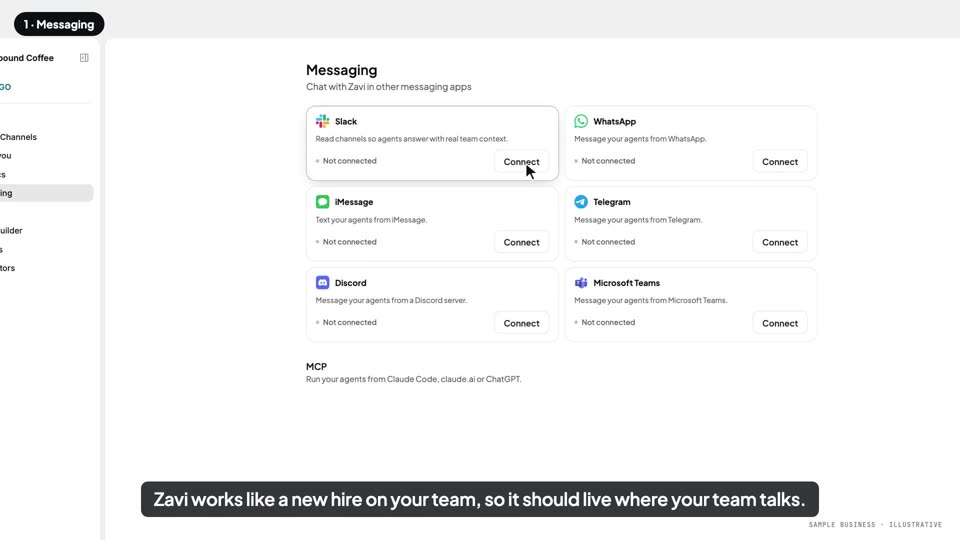 1 · Messaging
bound Coffee
GO
Channels
you
cs
ing
uilder
s
tors
Messaging
Chat with Zavi in other messaging apps
Slack
Read channels so agents answer with real team context.
Not connected
Connect
WhatsApp
Message your agents from WhatsApp.
Not connected
Connect
iMessage
Text your agents from iMessage.
Not connected
Connect
Telegram
Message your agents from Telegram.
Not connected
Connect
Discord
Message your agents from a Discord server.
Not connected
Connect
Microsoft Teams
Message your agents from Microsoft Teams.
Not connected
Connect
MCP
Run your agents from Claude Code, claude.ai or ChatGPT.
Zavi works like a new hire on your team, so it should live where your team talks.
SAMPLE BUSINESS · ILLUSTRATIVE